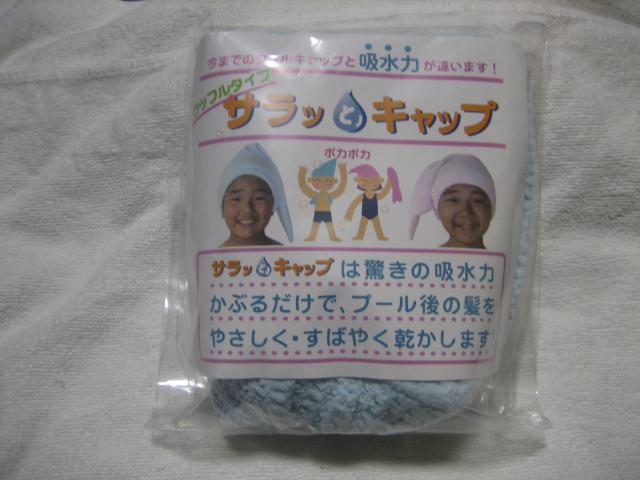 今までのタオルキャップと吸水力が違います!
ワッフルタイプ
サラッと、キャップ
ポカポカ
サラッとキャップは驚きの吸水力
かぶるだけで、プール後の髪を
やさしく・すばやく乾かします!